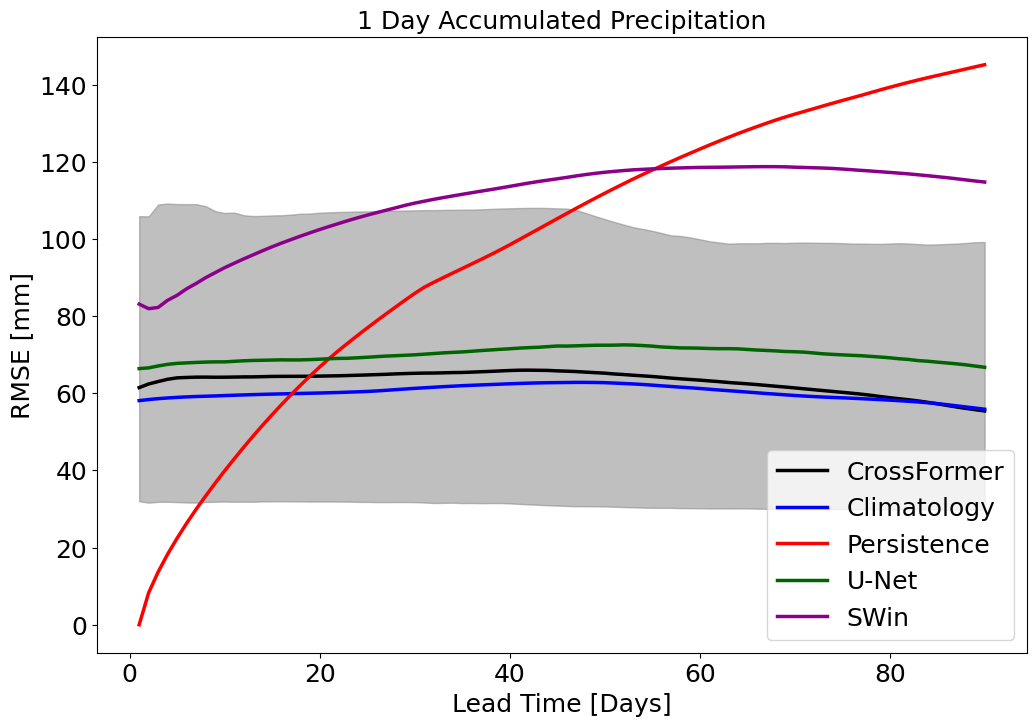 1 Day Accumulated Precipitation
RMSE [mm]
140
120
100
80
60
40
20
0
0 20 40 60 80
Lead Time [Days]
CrossFormer
Climatology
Persistence
U-Net
SWin